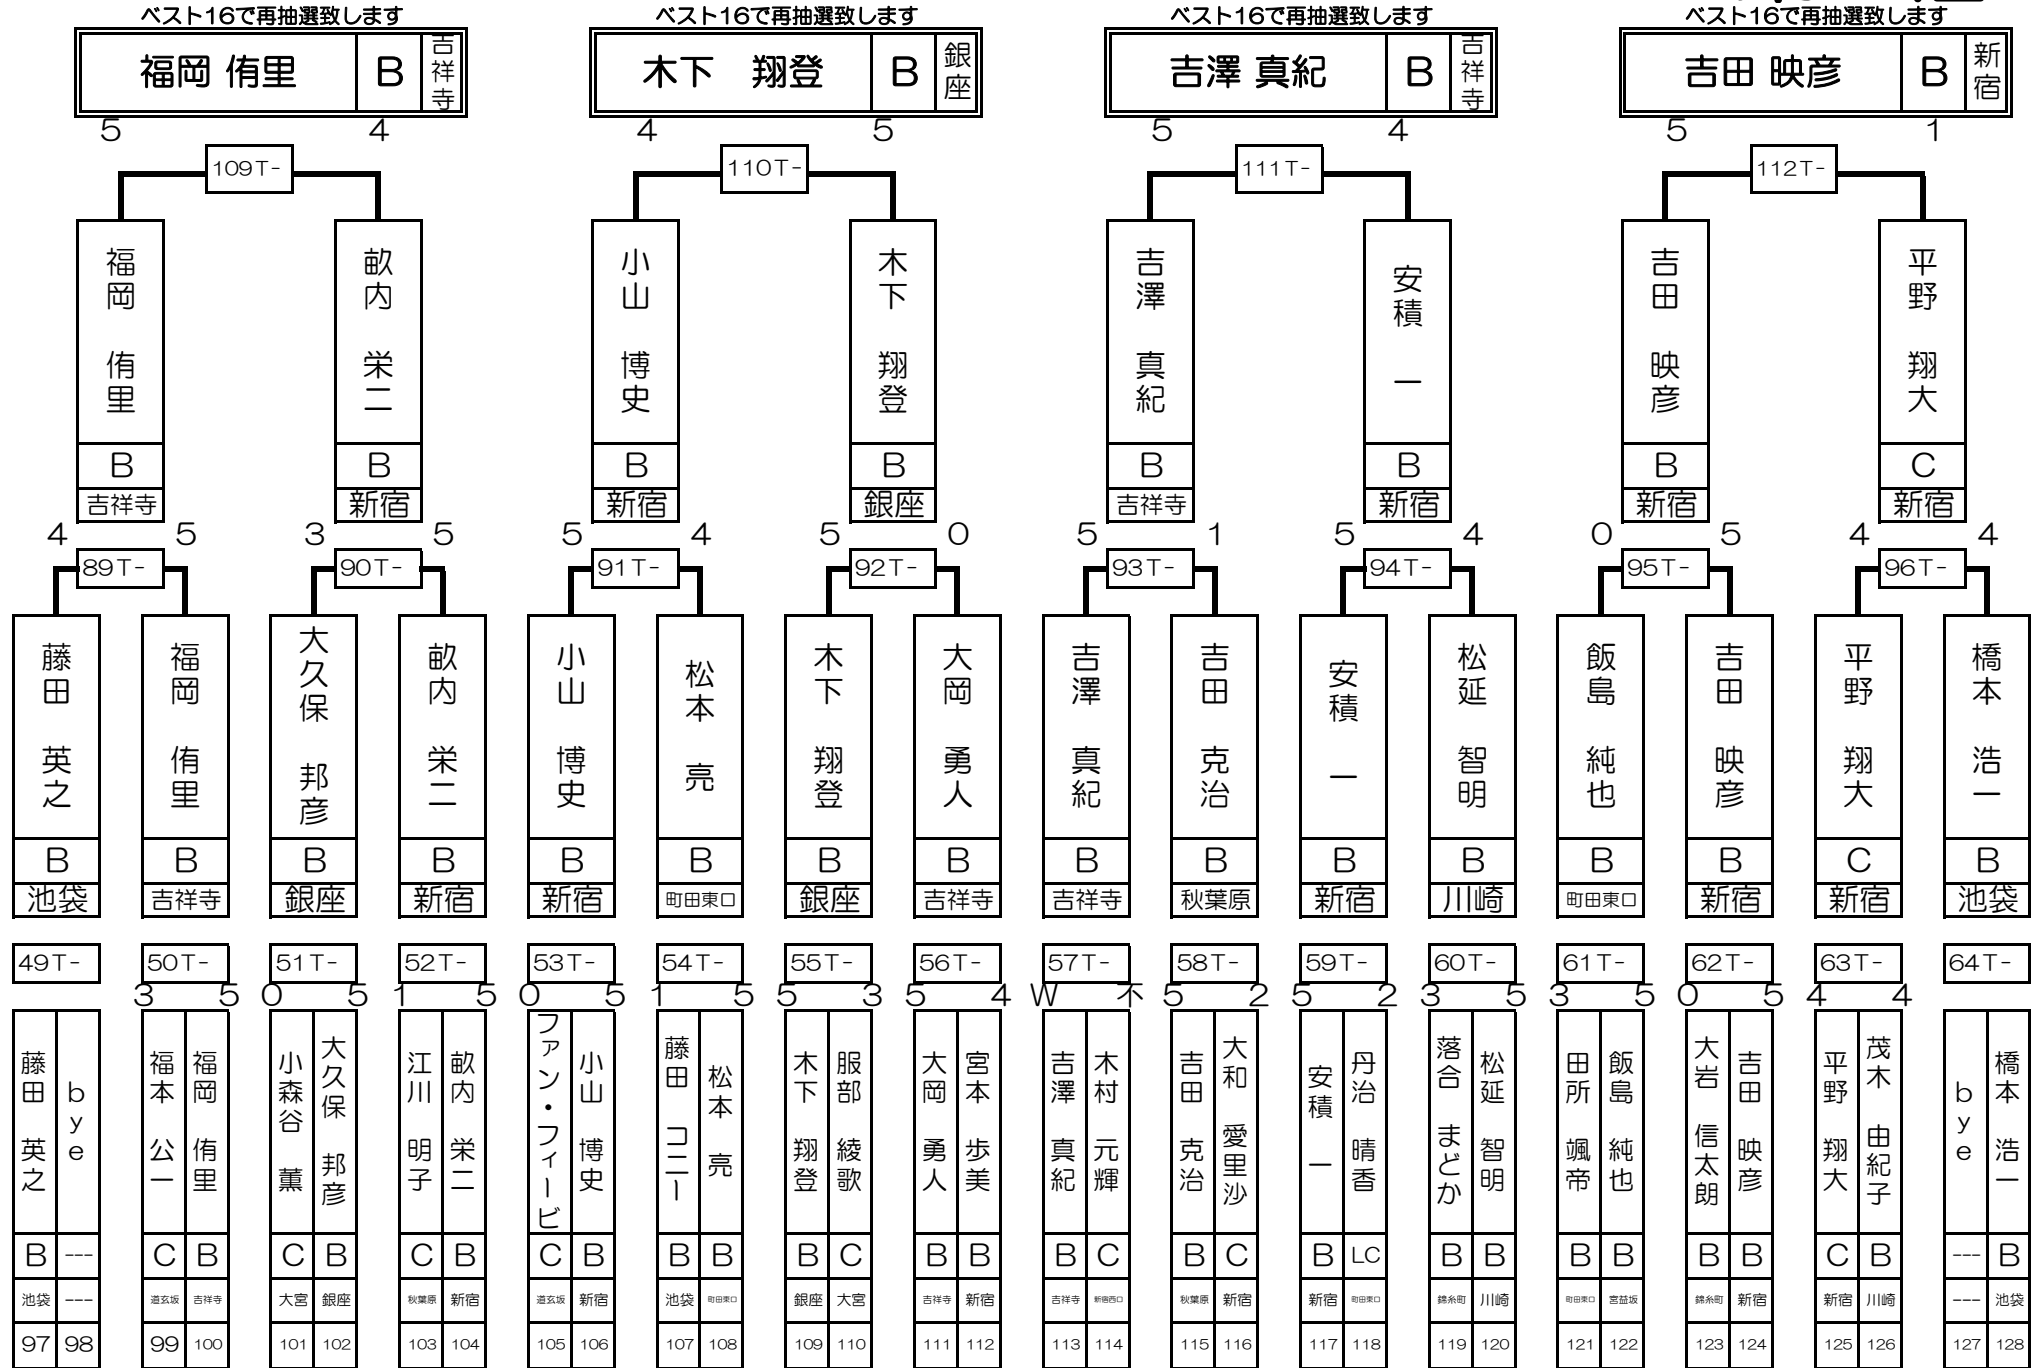 ベスト16で再抽選致します ベスト16で再抽選致します ベスト16で再抽選致します ベスト16で再抽選致します
福岡 侑里 B 吉祥寺 木下 翔登 B 銀座 吉澤 真紀 B 吉祥寺 吉田 映彦 B 新宿
5 4 4 5 5 4 5 1
109T- 110T- 111T- 112T-
福岡 侑里 畝内 栄二 小山 博史 木下 翔登 吉澤 真紀 安積 一 吉田 映彦 平野 翔大
B B B B B B B C
吉祥寺 新宿 新宿 銀座 吉祥寺 新宿 新宿 新宿
4 5 3 5 5 4 5 0 5 1 5 4 0 5 4 4
89T- 90T- 91T- 92T- 93T- 94T- 95T- 96T-
藤田 英之 福岡 侑里 大久保 邦彦 畝内 栄二 小山 博史 松本 亮 木下 翔登 大岡 勇人 吉澤 真紀 吉田 克治 安積 一 松延 智明 飯島 純也 吉田 映彦 平野 翔大 橋本 浩一
B B B B B B B B B B B B B B C B
池袋 吉祥寺 銀座 新宿 新宿 町田東口 銀座 吉祥寺 吉祥寺 秋葉原 新宿 川崎 町田東口 新宿 新宿 池袋
49T- 50T- 51T- 52T- 53T- 54T- 55T- 56T- 57T- 58T- 59T- 60T- 61T- 62T- 63T- 64T-
3 5 0 5 1 5 0 5 1 5 5 3 5 4 W 不 5 2 5 2 3 5 3 5 0 5 4 4
藤田 英之 bye 福本 公一 福岡 侑里 小森谷 薫 大久保 邦彦 江川 明子 畝内 栄二 ファン・フィービ 小山 博史 藤田 コニー 松本 亮 木下 翔登 服部 綾歌 大岡 勇人 宮本 歩美 吉澤 真紀 木村 元輝 吉田 克治 大和 愛里沙 安積 一 丹治 晴香 落合 まどか 松延 智明 田所 颯帝 飯島 純也 大岩 信太朗 吉田 映彦 平野 翔大 茂木 由紀子 bye 橋本 浩一
B --- C B C B C B C B B B B C B B B C B C B LC B B B B B B C B --- B
池袋 --- 道玄坂 吉祥寺 大宮 銀座 秋葉原 新宿 道玄坂 新宿 池袋 町田東口 銀座 大宮 吉祥寺 新宿 吉祥寺 新宿西口 秋葉原 新宿 新宿 町田東口 錦糸町 川崎 町田東口 宮益坂 錦糸町 新宿 新宿 川崎 --- 池袋
97 98 99 100 101 102 103 104 105 106 107 108 109 110 111 112 113 114 115 116 117 118 119 120 121 122 123 124 125 126 127 128